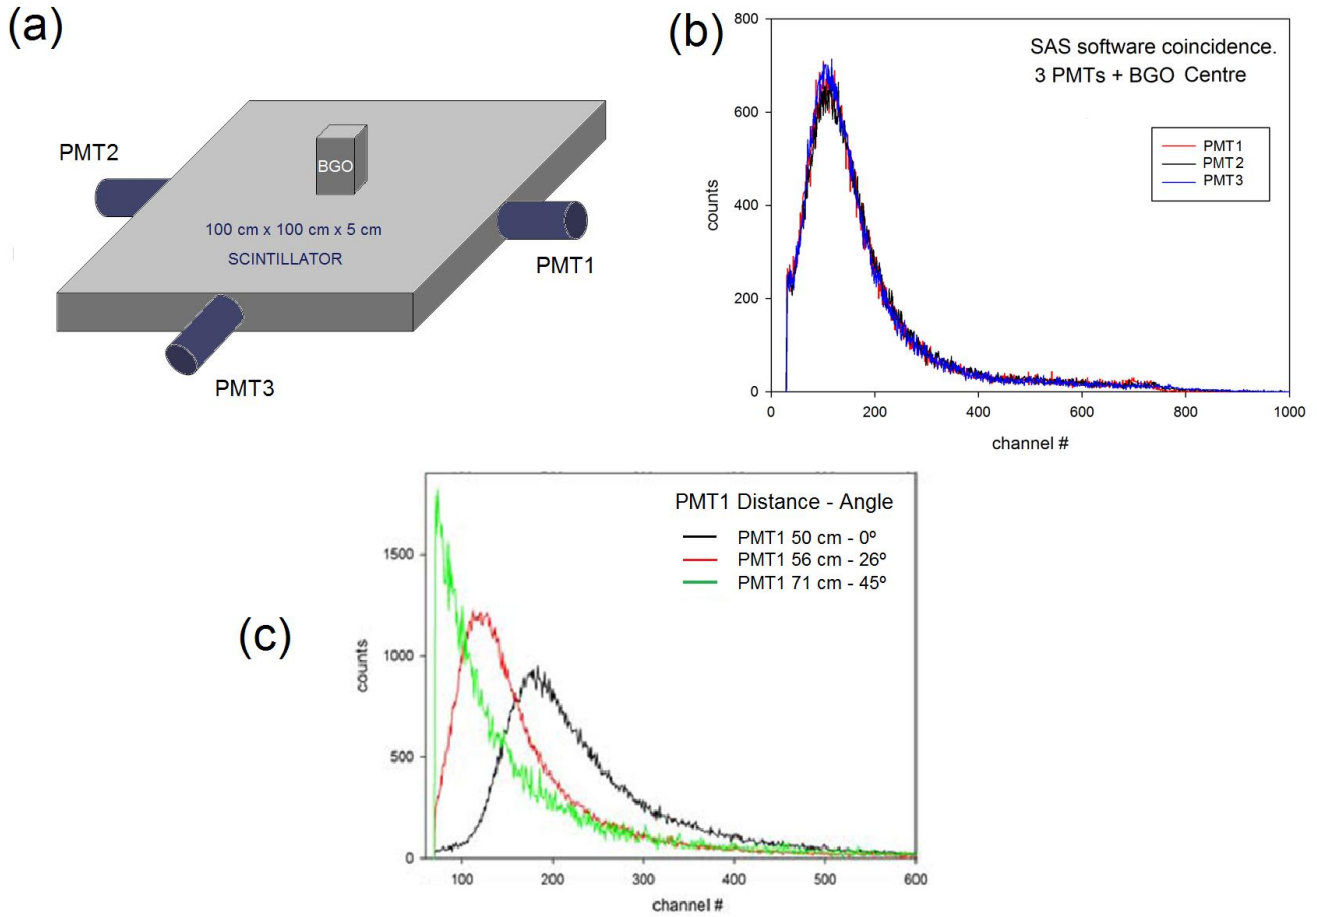 (a)
PMT2
BGO
100 cm x 100 cm x 5 cm
SCINTILLATOR
PMT1
PMT3
(b)
SAS software coincidence.
3 PMTs + BGO Centre
PMT1
PMT2
PMT3
counts
800
600
400
200
0
0 200 400 600 800 1000
channel #
(c)
PMT1 Distance - Angle
PMT1 50 cm - 0º
PMT1 56 cm - 26º
PMT1 71 cm - 45º
counts
1500
1000
500
0
100 200 300 400 500 600
channel #